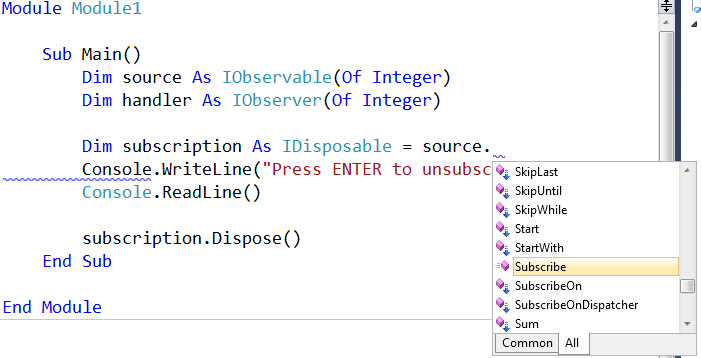 Module Module1
Sub Main()
Dim source As IObservable(Of Integer)
Dim handler As IObserver(Of Integer)
Dim subscription As IDisposable = source.
Console.WriteLine("Press ENTER to unsubsc
Console.ReadLine()
subscription.Dispose()
End Sub
End Module
SkipLast
SkipUntil
SkipWhile
Start
StartWith
Subscribe
SubscribeOn
SubscribeOnDispatcher
Sum
Common All